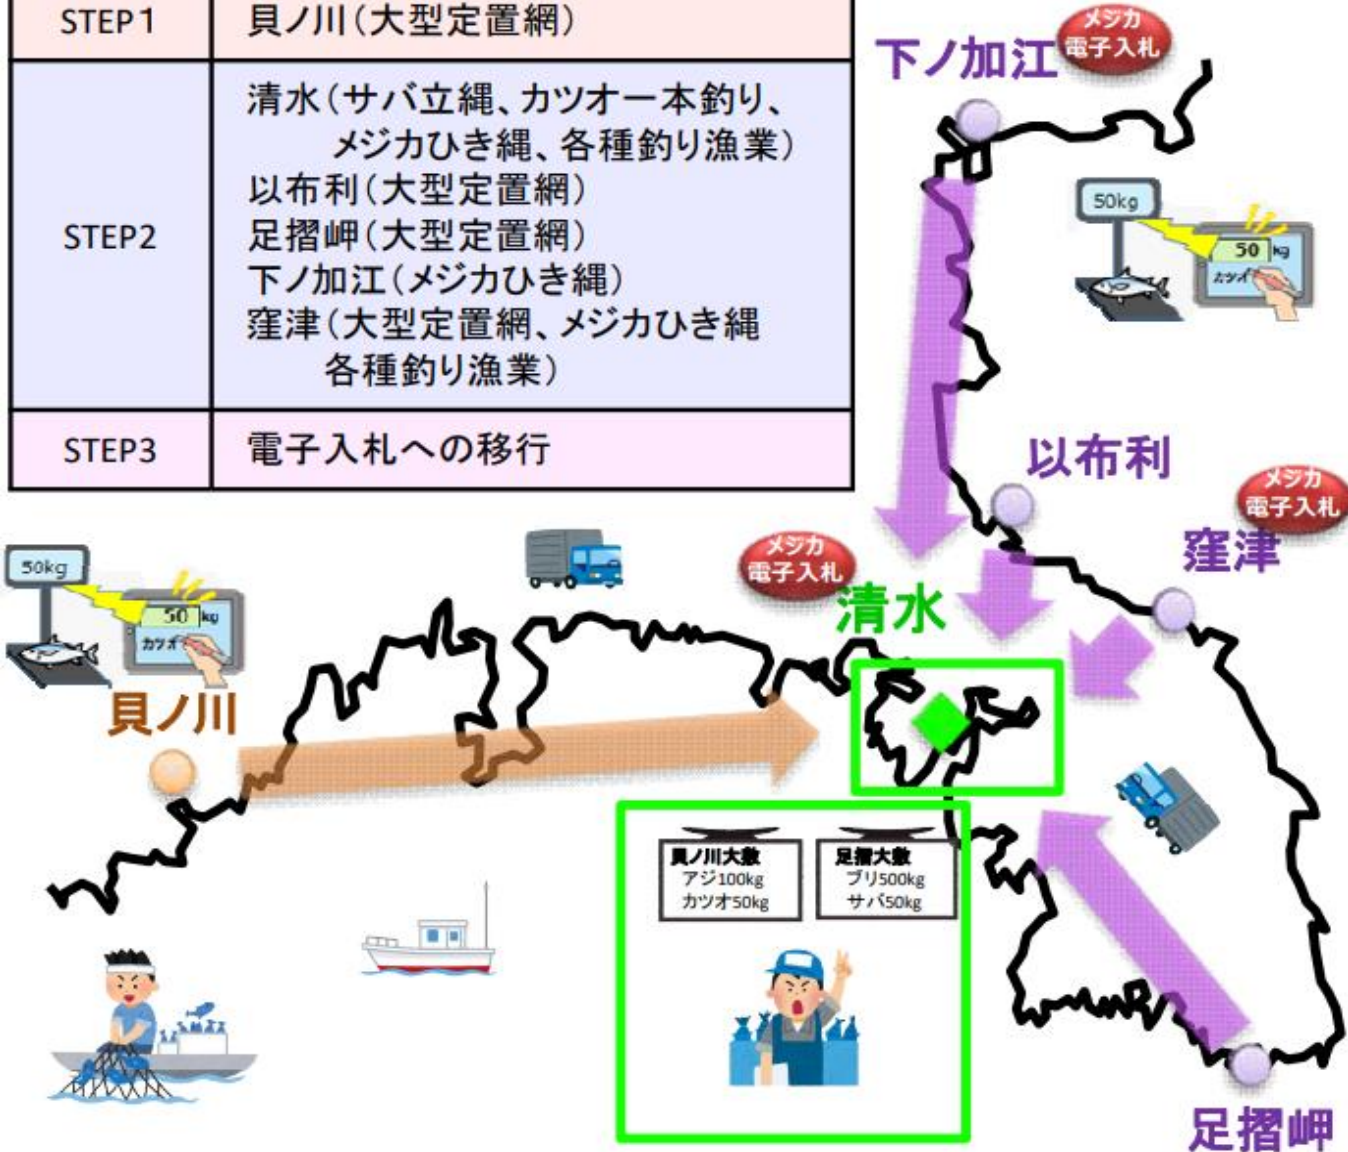 STEP1
貝ノ川(大型定置網)
STEP2
清水(サバ立縄、カツオ一本釣り、
メジカひき縄、各種釣り漁業)
以布利(大型定置網)
足摺岬(大型定置網)
下ノ加江(メジカひき縄)
窪津(大型定置網、メジカひき縄
各種釣り漁業)
STEP3
電子入札への移行
下ノ加江
メジカ
電子入札
50kg
50 kg
カツオ
以布利
メジカ
電子入札
窪津
メジカ
電子入札
清水
50kg
50 kg
カツオ
貝ノ川
貝ノ川大敷
アジ100kg
カツオ50kg
足摺大敷
ブリ500kg
サバ50kg
足摺岬